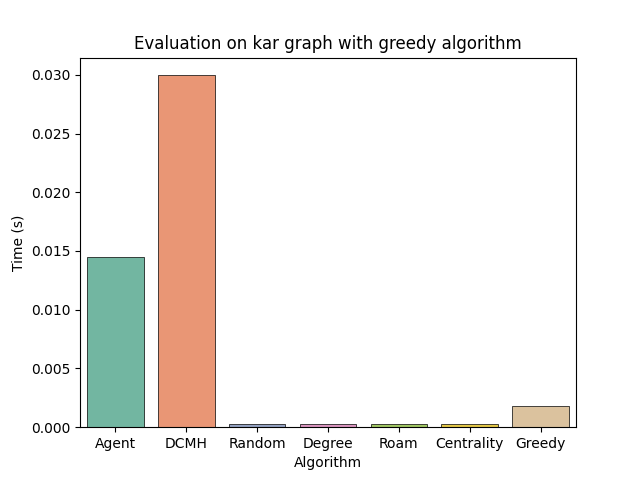 Evaluation on kar graph with greedy algorithm
0.030
0.025
0.020
0.015
0.010
0.005
0.000
Time (s)
Agent DCMH Random Degree Roam Centrality Greedy
Algorithm